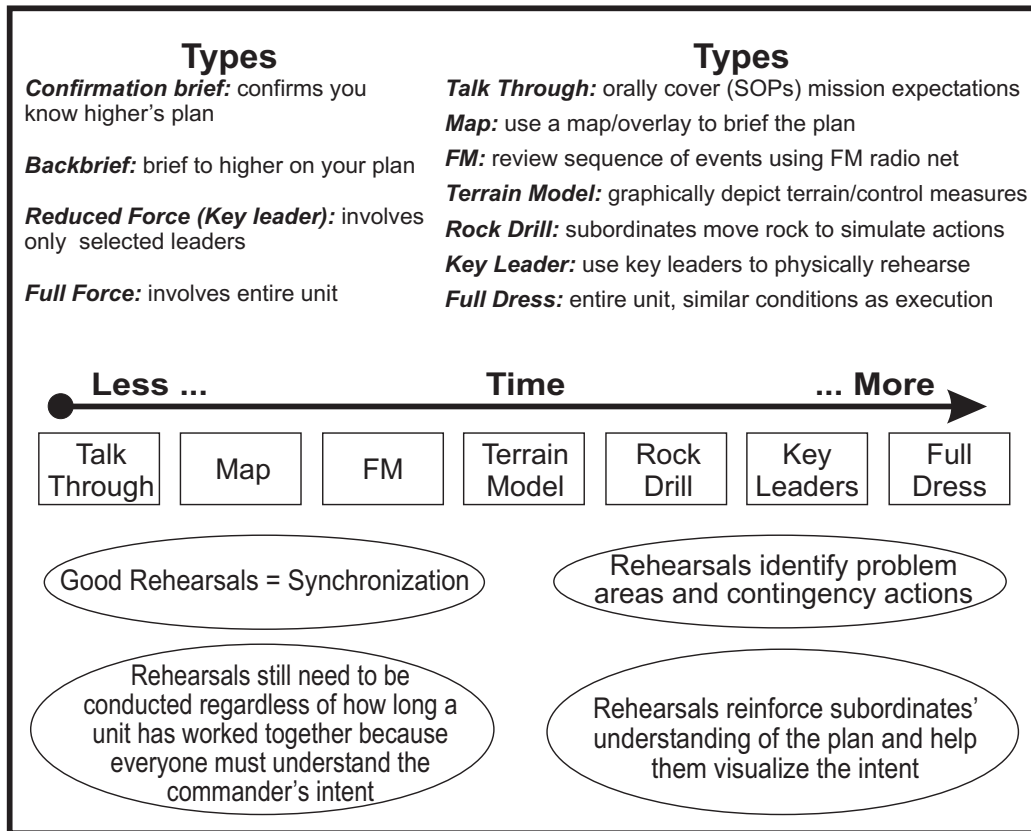 Types
Confirmation brief: confirms you
know higher's plan
Backbrief: brief to higher on your plan
Reduced Force (Key leader): involves
only selected leaders
Full Force: involves entire unit
Types
Talk Through: orally cover (SOPs) mission expectations
Map: use a map/overlay to brief the plan
FM: review sequence of events using FM radio net
Terrain Model: graphically depict terrain/control measures
Rock Drill: subordinates move rock to simulate actions
Key Leader: use key leaders to physically rehearse
Full Dress: entire unit, similar conditions as execution
Less ... Time ... More
Talk
Through
Map
FM
Terrain
Model
Rock
Drill
Key
Leaders
Full
Dress
Good Rehearsals = Synchronization
Rehearsals identify problem
areas and contingency actions
Rehearsals still need to be
conducted regardless of how long a
unit has worked together because
everyone must understand the
commander's intent
Rehearsals reinforce subordinates'
understanding of the plan and help
them visualize the intent